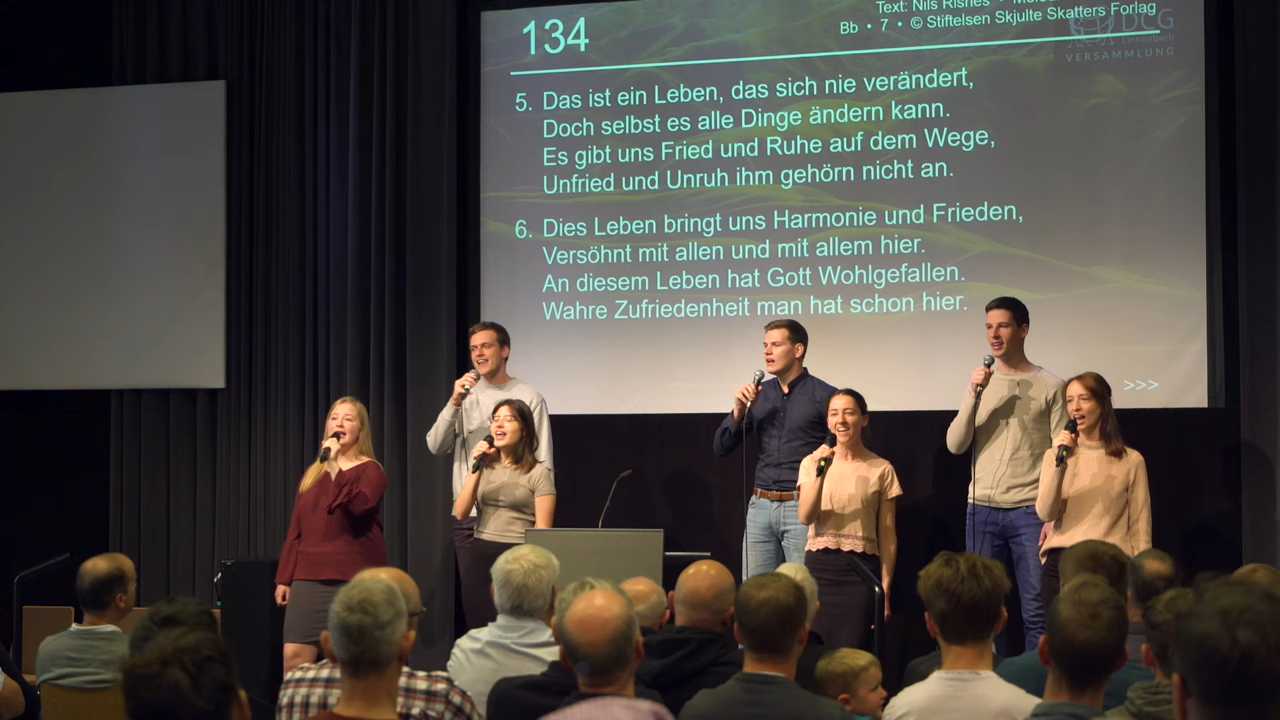 134
Text: Nils Risnes •
Bb • 7 • © Stiftelsen Skjulte Skatters Forlag
DCG
Linnenbach
VERSAMMLUNG
5. Das ist ein Leben, das sich nie verändert,
Doch selbst es alle Dinge ändern kann.
Es gibt uns Fried und Ruhe auf dem Wege,
Unfried und Unruh ihm gehörn nicht an.
6. Dies Leben bringt uns Harmonie und Frieden,
Versöhnt mit allen und mit allem hier.
An diesem Leben hat Gott Wohlgefallen.
Wahre Zufriedenheit man hat schon hier.
>>>